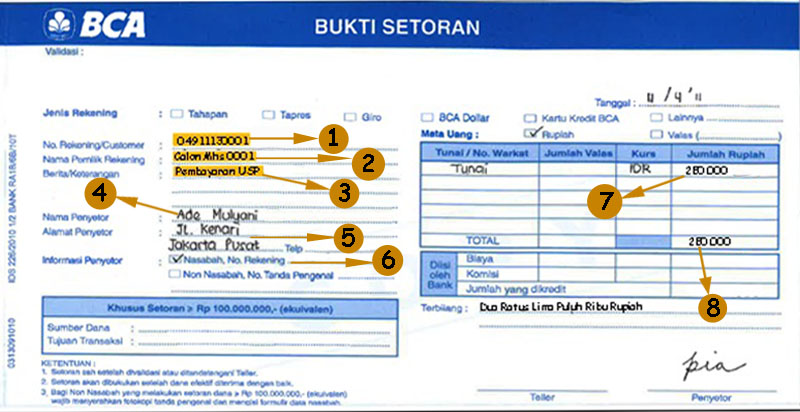 BCA
BUKTI SETORAN
Validasi :
Tanggal : 11/4'11
Jenis Rekening : Tahapan Tapres Giro
BCA Dollar Kartu Kredit BCA Lainnya
No. Rekening/Customer : 04911130001 1
Mata Uang : Rupiah Valas (..........)
Nama Pemilik Rekening : Calon Mhs 0001 2
Berita/Keterangan : Pembayaran USP 3
Tunai / No. Warkat Jumlah Valas Kurs Jumlah Rupiah
Tunai IDR 250.000
4 7
Nama Penyetor : Ade Mulyani
Alamat Penyetor : Jl. Kenari 5
Jakarta Pusat Telp
TOTAL 250.000
Informasi Penyetor : Nasabah, No. Rekening 6
Non Nasabah, No. Tanda Pengenal
Diisi oleh Bank
Biaya
Komisi
Jumlah yang dikredit
8
Khusus Setoran > Rp 100.000.000,- (ekuivalen)
Terbilang : Dua Ratus Lima Puluh Ribu Rupiah
Sumber Dana :
Tujuan Transaksi :
KETENTUAN :
1. Setoran sah setelah divalidasi atau ditandatangani Teller.
2. Setoran akan dibukukan setelah dana efektif diterima dengan baik.
3. Bagi Non Nasabah yang melakukan setoran dana > Rp 100.000.000,- (ekuivalen)
wajib menyerahkan fotokopi tanda pengenal dan mengisi formulir data nasabah.
pia
Teller Penyetor
IDS 226/2010 1/2 BANK RA18/6B/10T
0313091010